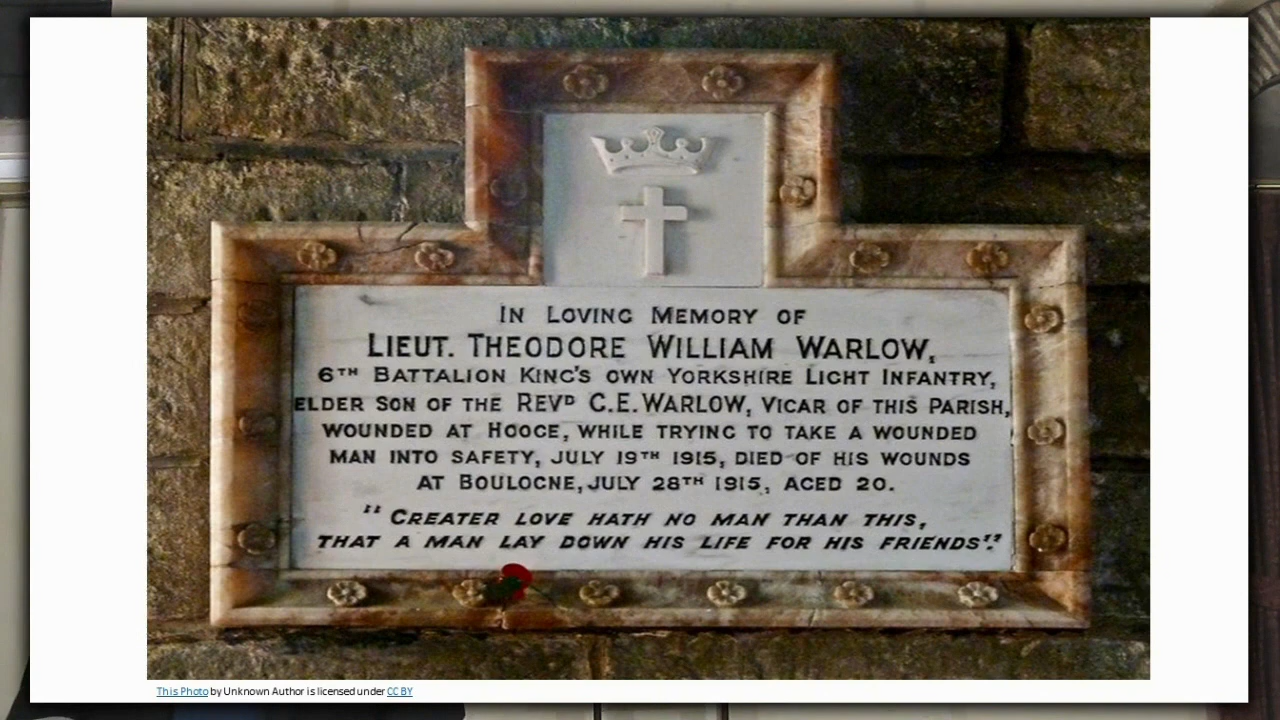 IN LOVING MEMORY OF
LIEUT. THEODORE WILLIAM WARLOW,
6TH BATTALION KING'S OWN YORKSHIRE LIGHT INFANTRY,
ELDER SON OF THE REVD C.E.WARLOW, VICAR OF THIS PARISH,
WOUNDED AT HOOGE, WHILE TRYING TO TAKE A WOUNDED
MAN INTO SAFETY, JULY 19TH 1915, DIED OF HIS WOUNDS
AT BOULOGNE, JULY 28TH 1915, AGED 20.
"GREATER LOVE HATH NO MAN THAN THIS,
THAT A MAN LAY DOWN HIS LIFE FOR HIS FRIENDS".
This Photo by Unknown Author is licensed under CC BY